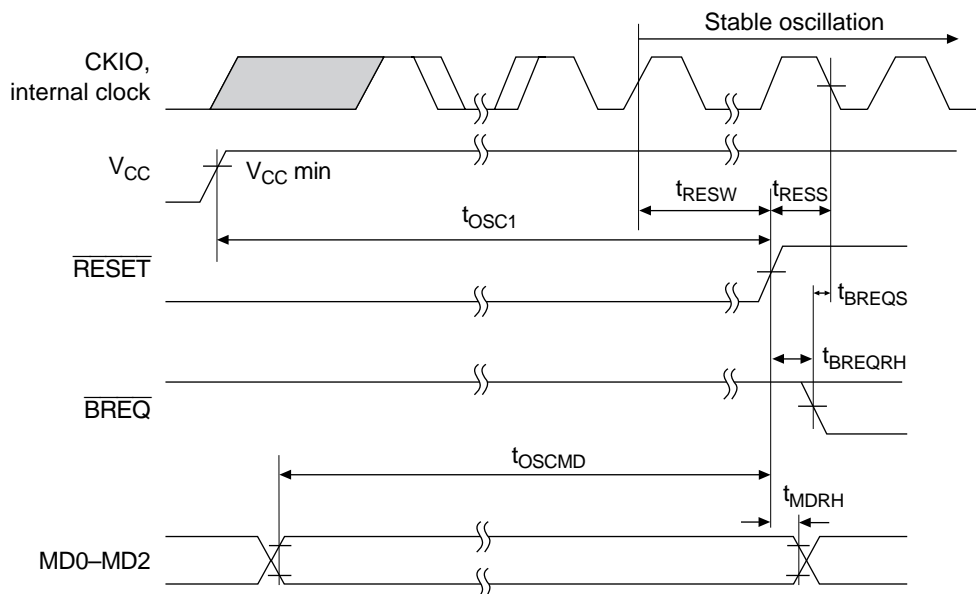 Stable oscillation
CKIO,
internal clock
VCC
VCC min
tRESW
tRESS
tOSC1
RESET
tBREQS
tBREQRH
BREQ
tOSCMD
tMDRH
MD0–MD2